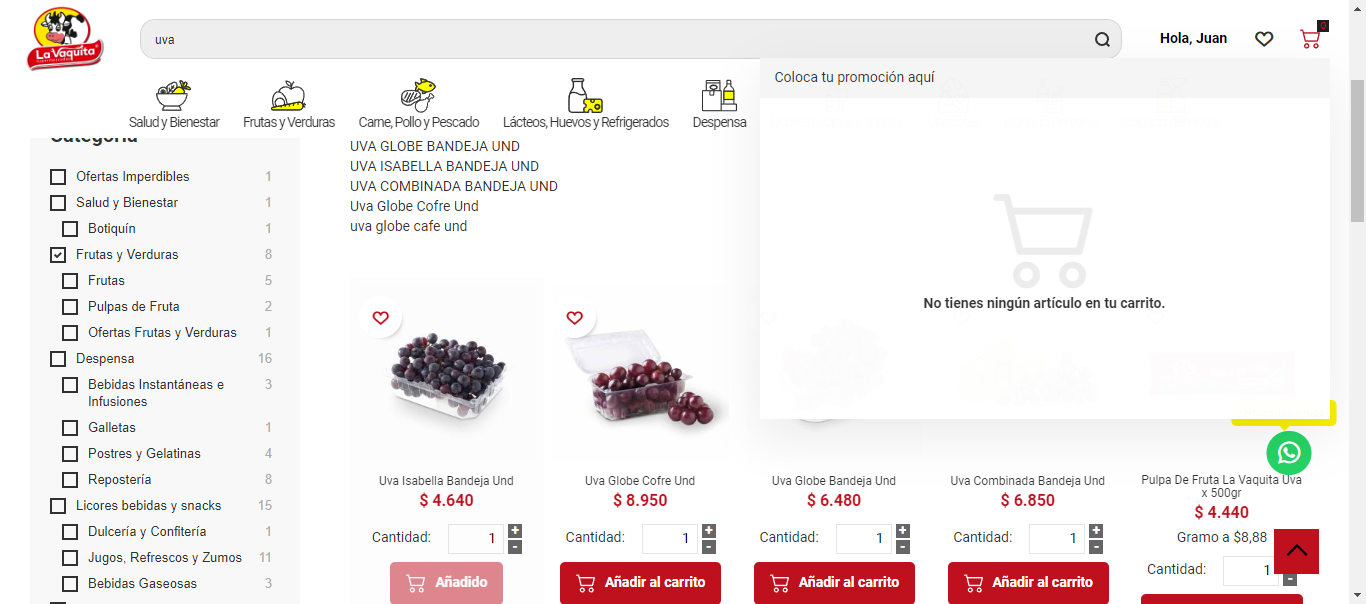 La Vaquita
uva
Hola, Juan
0
Coloca tu promoción aquí
Salud y Bienestar
Frutas y Verduras
Carne, Pollo y Pescado
Lácteos, Huevos y Refrigerados
Despensa
No tienes ningún artículo en tu carrito.
Categoría
Ofertas Imperdibles 1
Salud y Bienestar 1
Botiquín 1
Frutas y Verduras 8
Frutas 5
Pulpas de Fruta 2
Ofertas Frutas y Verduras 1
Despensa 16
Bebidas Instantáneas e 3
Infusiones
Galletas 1
Postres y Gelatinas 4
Repostería 8
Licores bebidas y snacks 15
Dulcería y Confitería 1
Jugos, Refrescos y Zumos 11
Bebidas Gaseosas 3
UVA GLOBE BANDEJA UND
UVA ISABELLA BANDEJA UND
UVA COMBINADA BANDEJA UND
Uva Globe Cofre Und
uva globe cafe und
Uva Isabella Bandeja Und
$ 4.640
Cantidad: 1 + -
Añadido
Uva Globe Cofre Und
$ 8.950
Cantidad: 1 + -
Añadir al carrito
Uva Globe Bandeja Und
$ 6.480
Cantidad: 1 + -
Añadir al carrito
Uva Combinada Bandeja Und
$ 6.850
Cantidad: 1 + -
Añadir al carrito
Pulpa De Fruta La Vaquita Uva
x 500gr
$ 4.440
Gramo a $8,88
Cantidad: 1 -